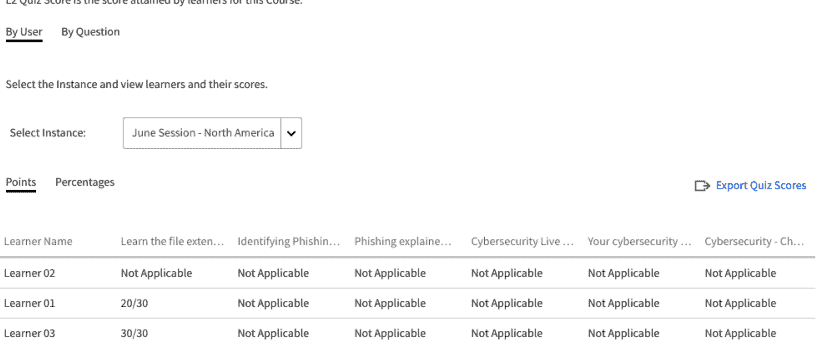 L2 Quiz Score is the score attained by learners for this Course.
By User By Question
Select the Instance and view learners and their scores.
Select Instance: June Session - North America
Points Percentages Export Quiz Scores
Learner Name Learn the file exten... Identifying Phishin... Phishing explaine... Cybersecurity Live ... Your cybersecurity ... Cybersecurity - Ch...
Learner 02 Not Applicable Not Applicable Not Applicable Not Applicable Not Applicable Not Applicable
Learner 01 20/30 Not Applicable Not Applicable Not Applicable Not Applicable Not Applicable
Learner 03 30/30 Not Applicable Not Applicable Not Applicable Not Applicable Not Applicable